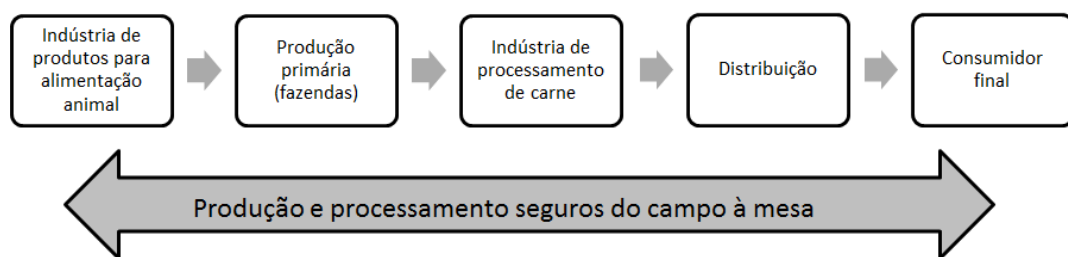 Indústria de
produtos para
alimentação
animal
Produção
primária
(fazendas)
Indústria de
processamento
de carne
Distribuição
Consumidor
final
Produção e processamento seguros do campo à mesa